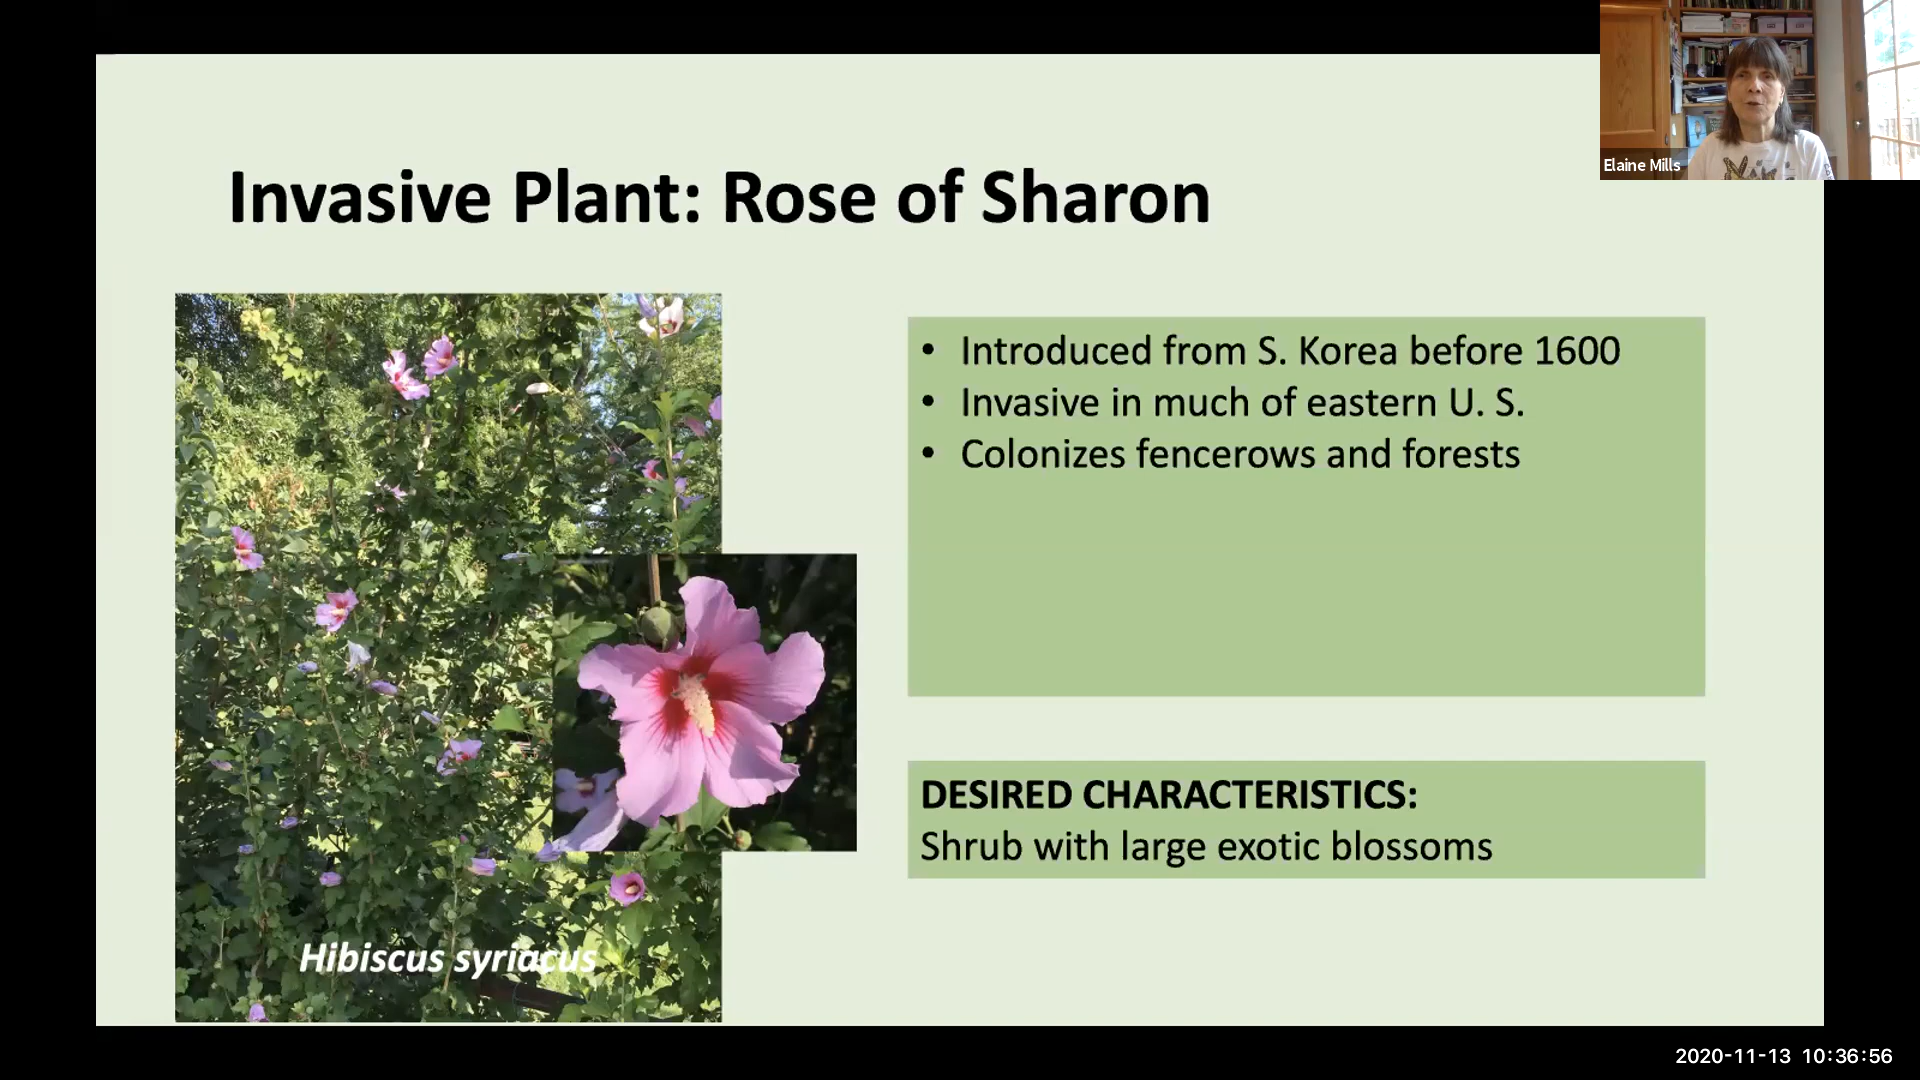 Elaine Mills
Invasive Plant: Rose of Sharon
• Introduced from S. Korea before 1600
• Invasive in much of eastern U. S.
• Colonizes fencerows and forests
DESIRED CHARACTERISTICS:
Shrub with large exotic blossoms
Hibiscus syriacus
2020-11-13 10:36:56